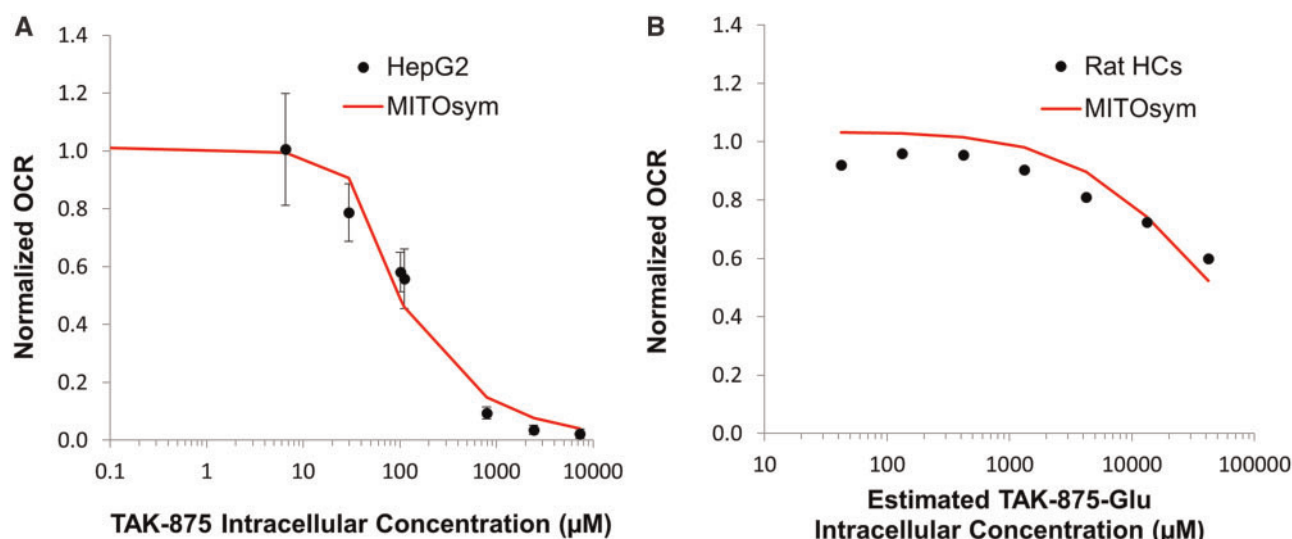 A
1.4
1.2
1.0
0.8
0.6
0.4
0.2
0.0
Normalized OCR
HepG2
MITOsym
0.1 1 10 100 1000 10000
TAK-875 Intracellular Concentration (µM)
B
1.4
1.2
1.0
0.8
0.6
0.4
0.2
0.0
Normalized OCR
Rat HCs
MITOsym
10 100 1000 10000 100000
Estimated TAK-875-Glu
Intracellular Concentration (µM)